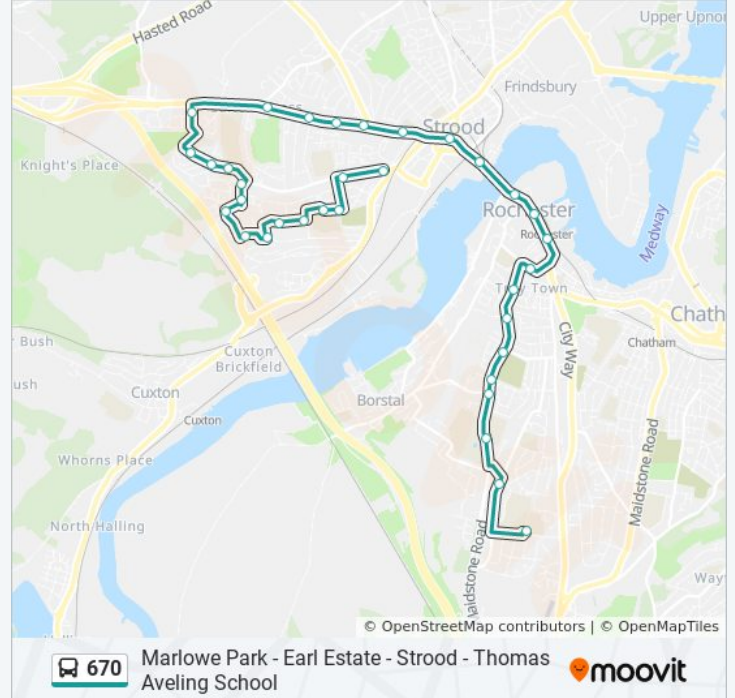 Hasted Road
Upper Upnor
Frindsbury
Strood
Knight's Place
Rochester
Rochester
Medway
Troy Town
Chath
Bush
City Way
Chatham
Cuxton
Brickfield
ush
Cuxton
Borstal
Cuxton
Maidstone Road
Whorns Place
North Halling
Maidstone Road
Way
© OpenStreetMap contributors | © OpenMapTiles
670
Marlowe Park - Earl Estate - Strood - Thomas
Aveling School
moovit